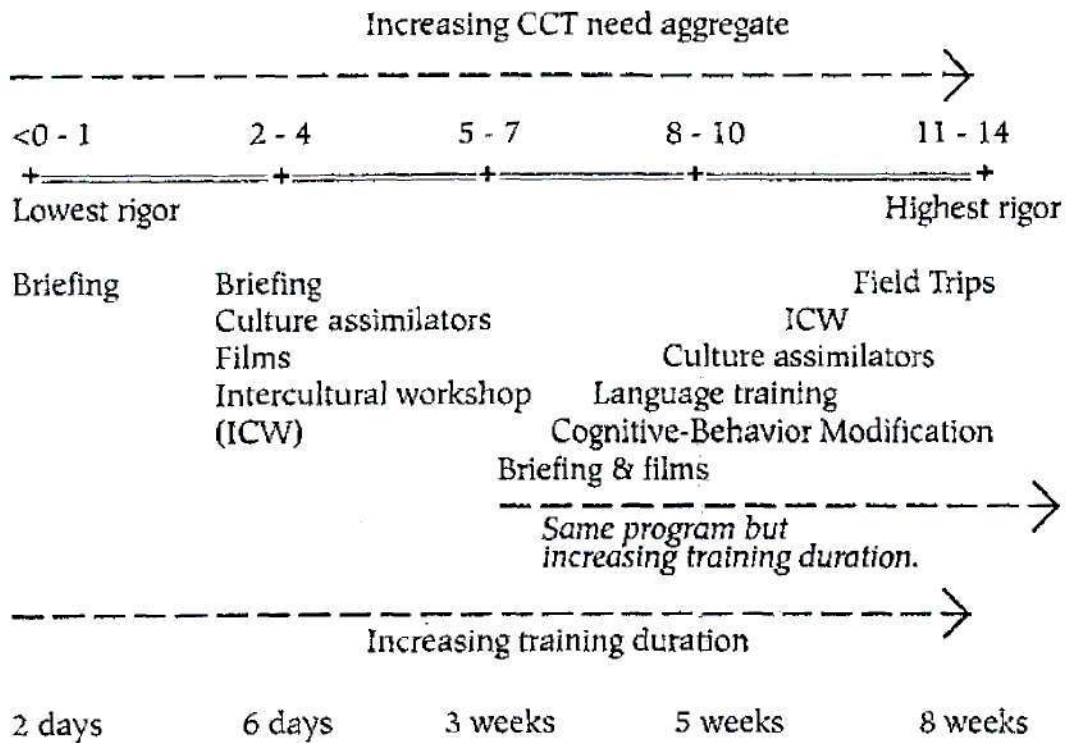 Increasing CCT need aggregate
<0 - 1 2 - 4 5 - 7 8 - 10 11 - 14
Lowest rigor Highest rigor
Briefing Briefing Field Trips
Culture assimilators ICW
Films Culture assimilators
Intercultural workshop Language training
(ICW) Cognitive-Behavior Modification
Briefing & films
Same program but
increasing training duration.
Increasing training duration
2 days 6 days 3 weeks 5 weeks 8 weeks